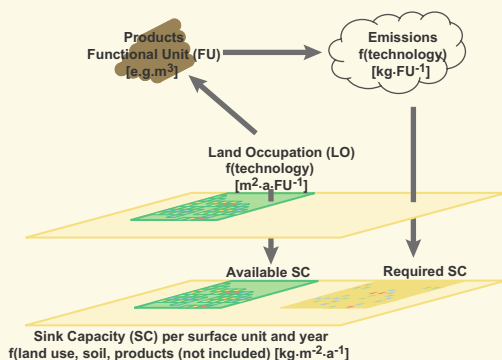 Products
Functional Unit (FU)
[e.g.m³]
Emissions
f(technology)
[kg·FU⁻¹]
Land Occupation (LO)
f(technology)
[m²·a·FU⁻¹]
Available SC
Required SC
Sink Capacity (SC) per surface unit and year
f(land use, soil, products (not included) [kg·m⁻²·a⁻¹]